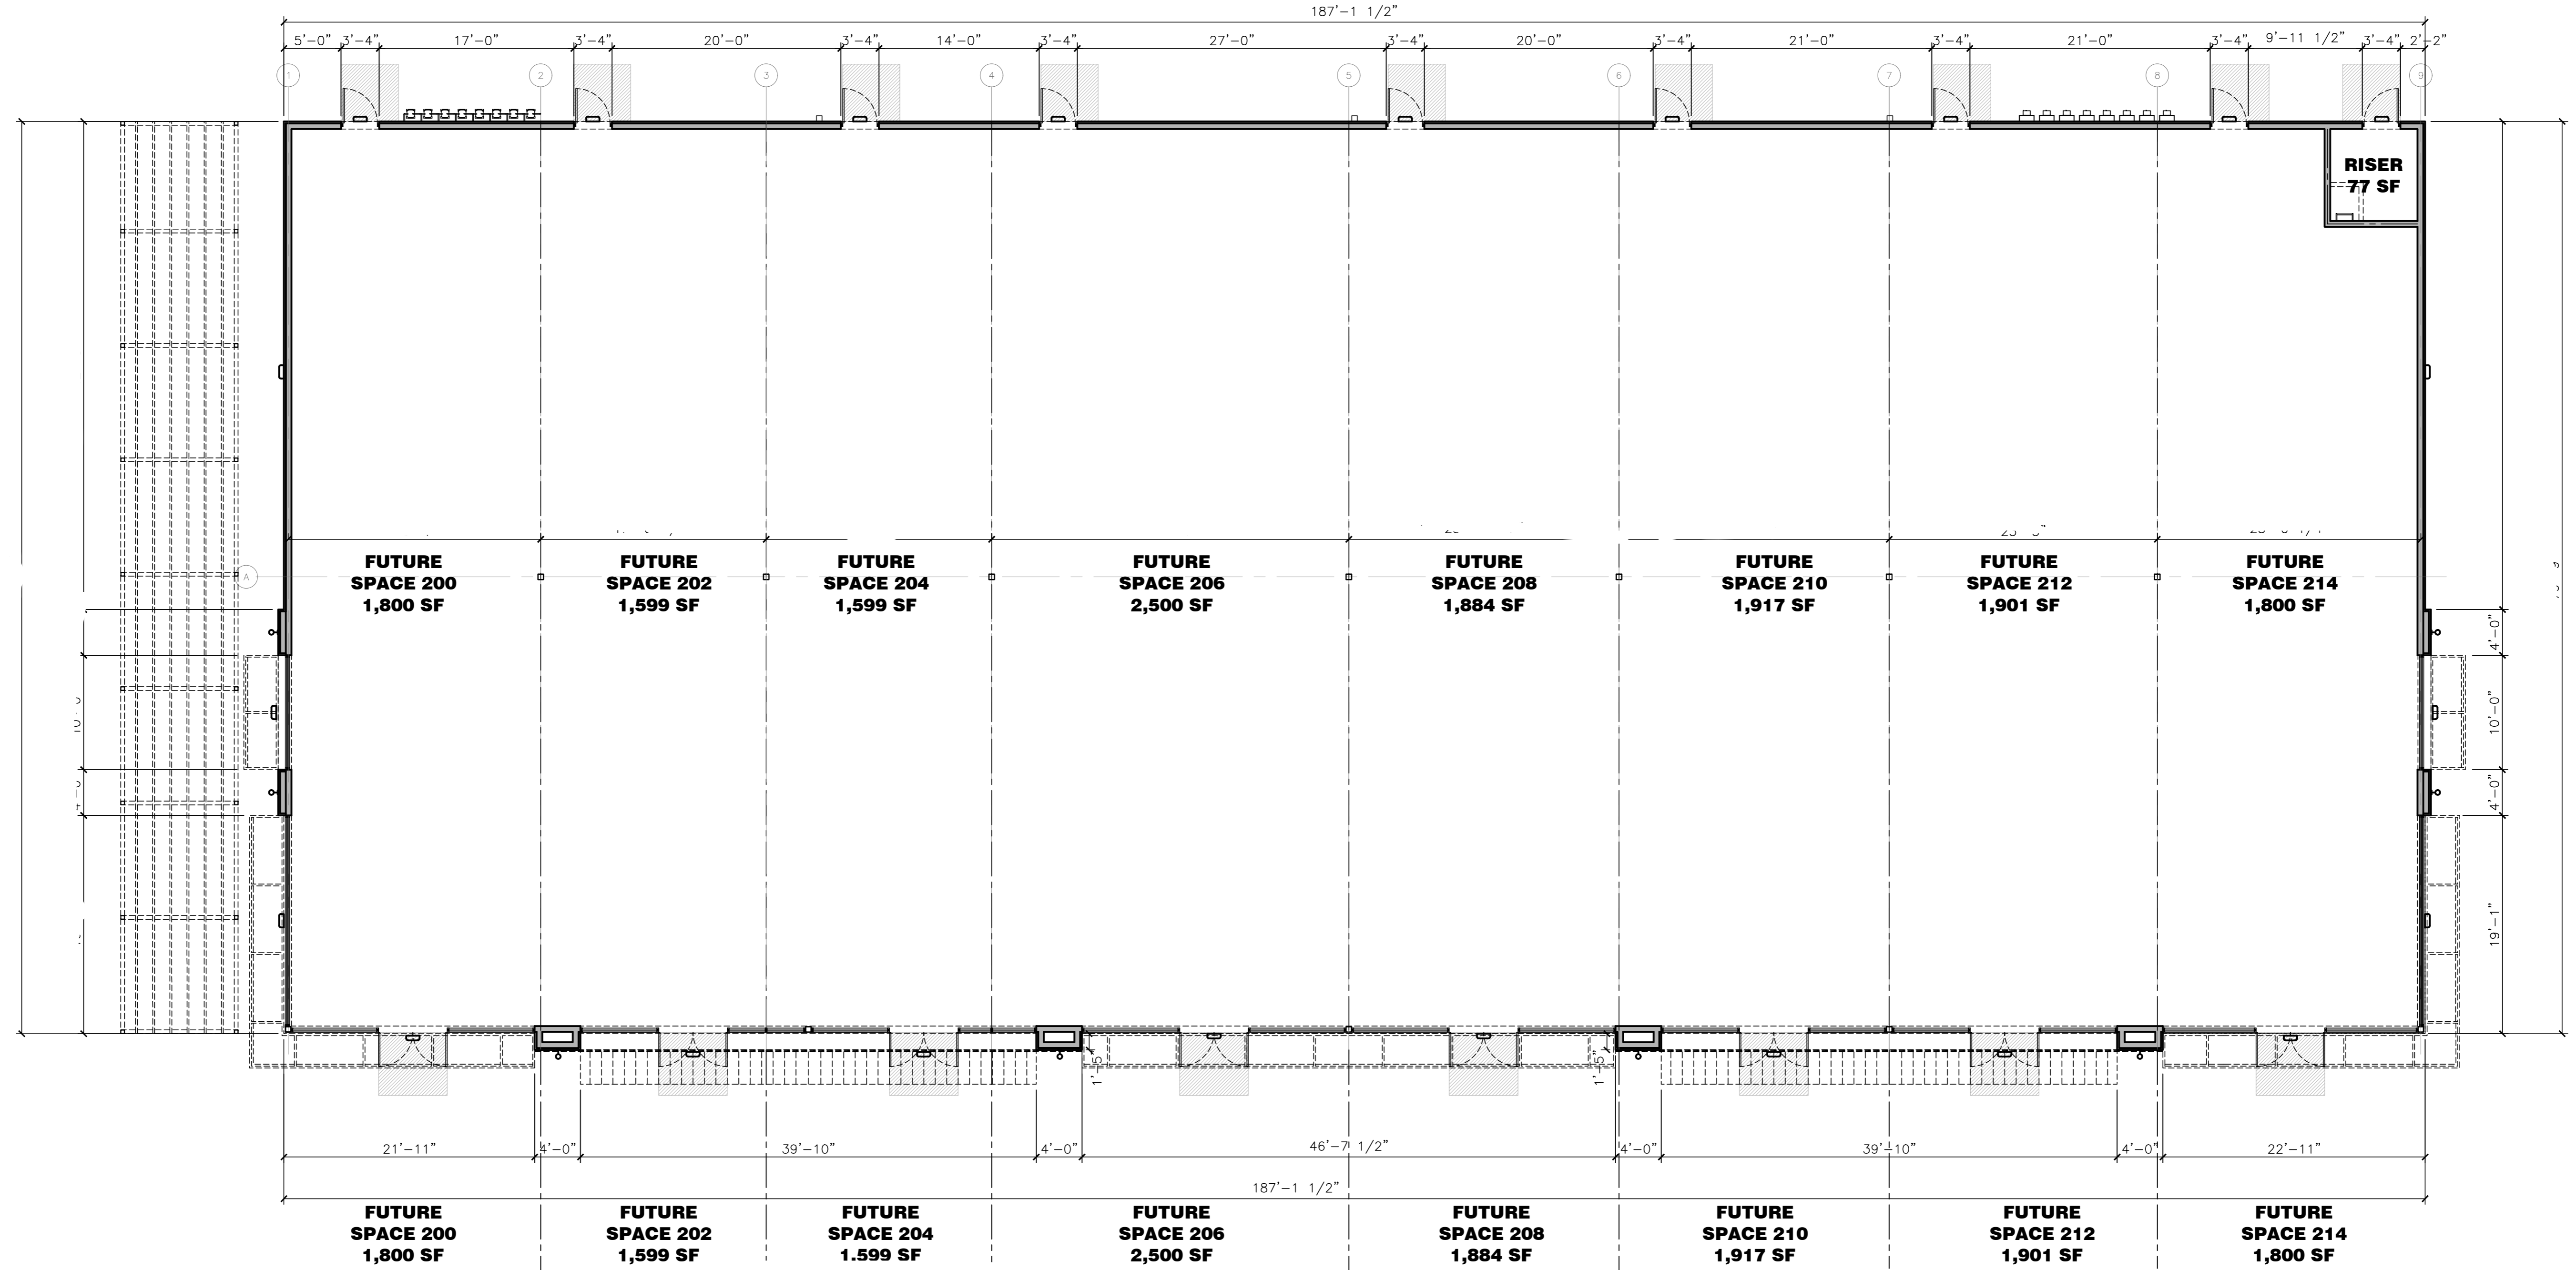 187'-1 1/2"
5'-0" 3'-4" 17'-0" 3'-4" 20'-0" 3'-4" 14'-0" 3'-4" 27'-0" 3'-4" 20'-0" 3'-4" 21'-0" 3'-4" 21'-0" 3'-4" 9'-11 1/2" 3'-4" 2'-2"
1 2 3 4 5 6 7 8 9
RISER
77 SF
A
FUTURE
SPACE 200
1,800 SF
FUTURE
SPACE 202
1,599 SF
FUTURE
SPACE 204
1,599 SF
FUTURE
SPACE 206
2,500 SF
FUTURE
SPACE 208
1,884 SF
FUTURE
SPACE 210
1,917 SF
FUTURE
SPACE 212
1,901 SF
FUTURE
SPACE 214
1,800 SF
4'-0"
10'-0"
4'-0"
19'-1"
1'-5"
1'-5"
21'-11" 4'-0" 39'-10" 4'-0" 46'-7 1/2" 4'-0" 39'-10" 4'-0" 22'-11"
187'-1 1/2"
FUTURE
SPACE 200
1,800 SF
FUTURE
SPACE 202
1,599 SF
FUTURE
SPACE 204
1.599 SF
FUTURE
SPACE 206
2,500 SF
FUTURE
SPACE 208
1,884 SF
FUTURE
SPACE 210
1,917 SF
FUTURE
SPACE 212
1,901 SF
FUTURE
SPACE 214
1,800 SF